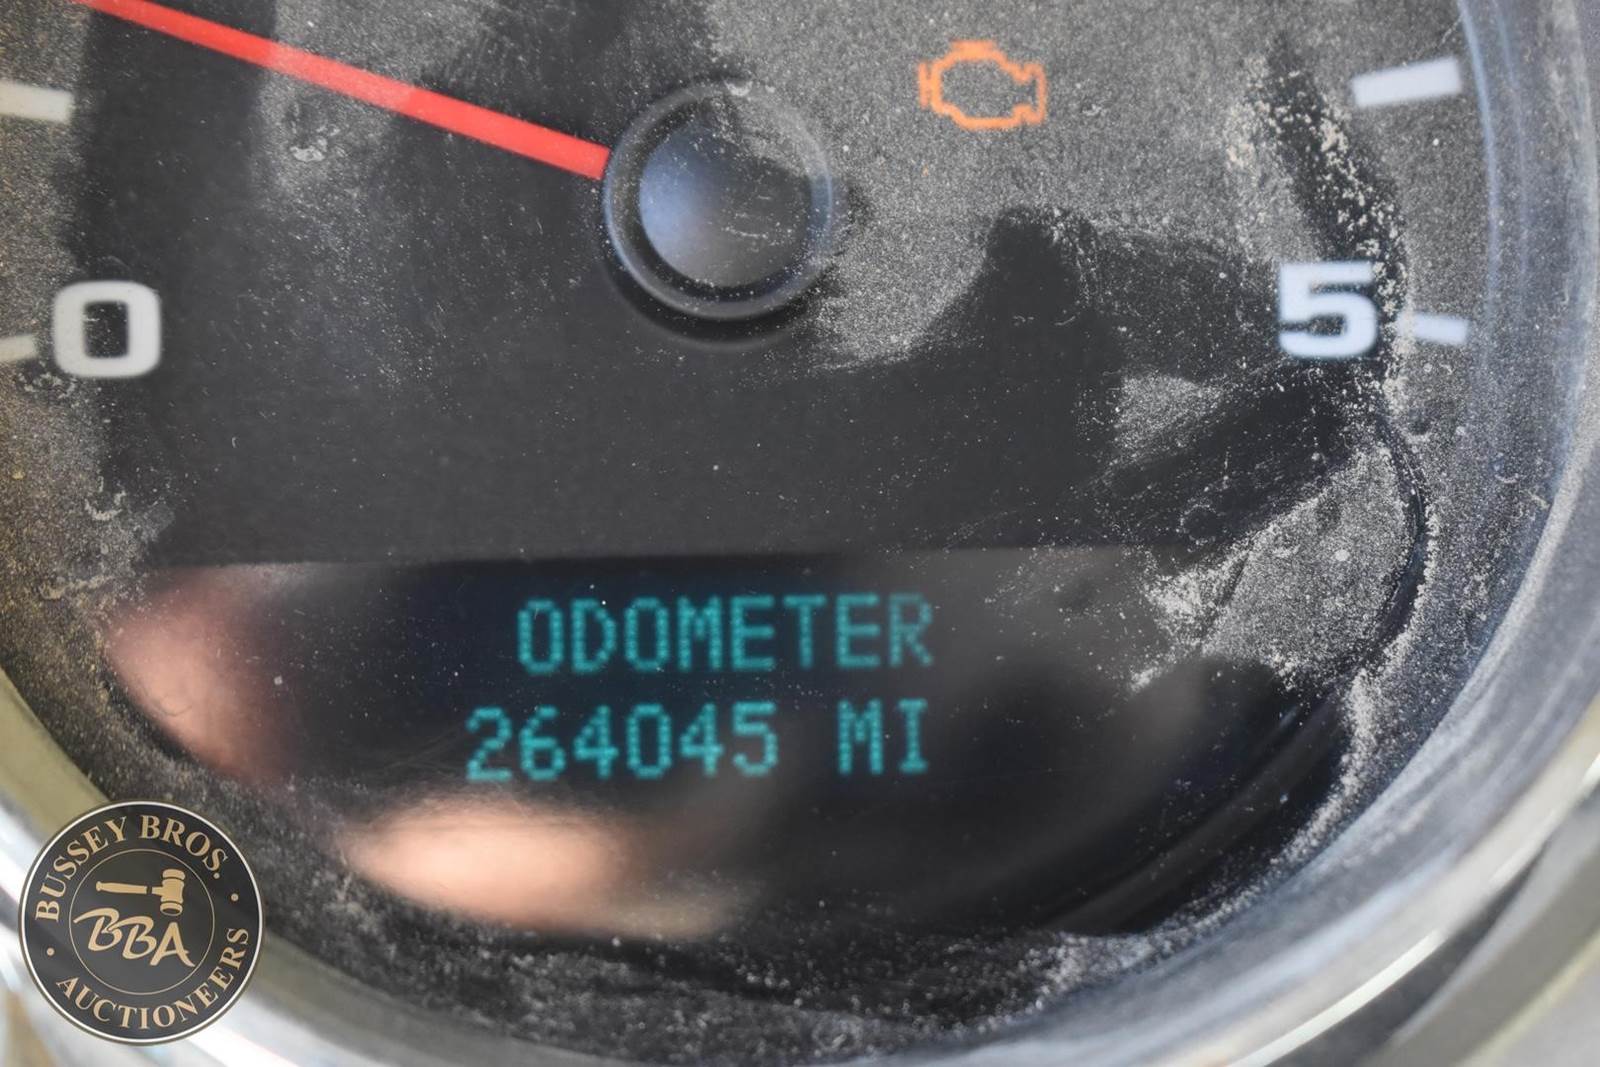 0
5
ODOMETER
264045 MI
BUSSEY BROS.
BBA
AUCTIONEERS